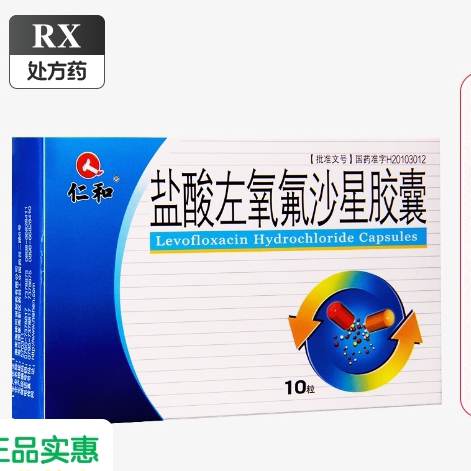 RX
处方药
【批准文号】国药准字H20103012
仁和
盐酸左氧氟沙星胶囊
Levofloxacin Hydrochloride Capsules
10粒
正品实惠